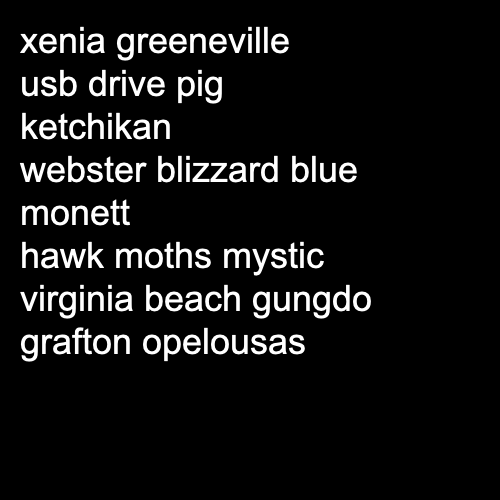 xenia greeneville
usb drive pig
ketchikan
webster blizzard blue
monett
hawk moths mystic
virginia beach gungdo
grafton opelousas